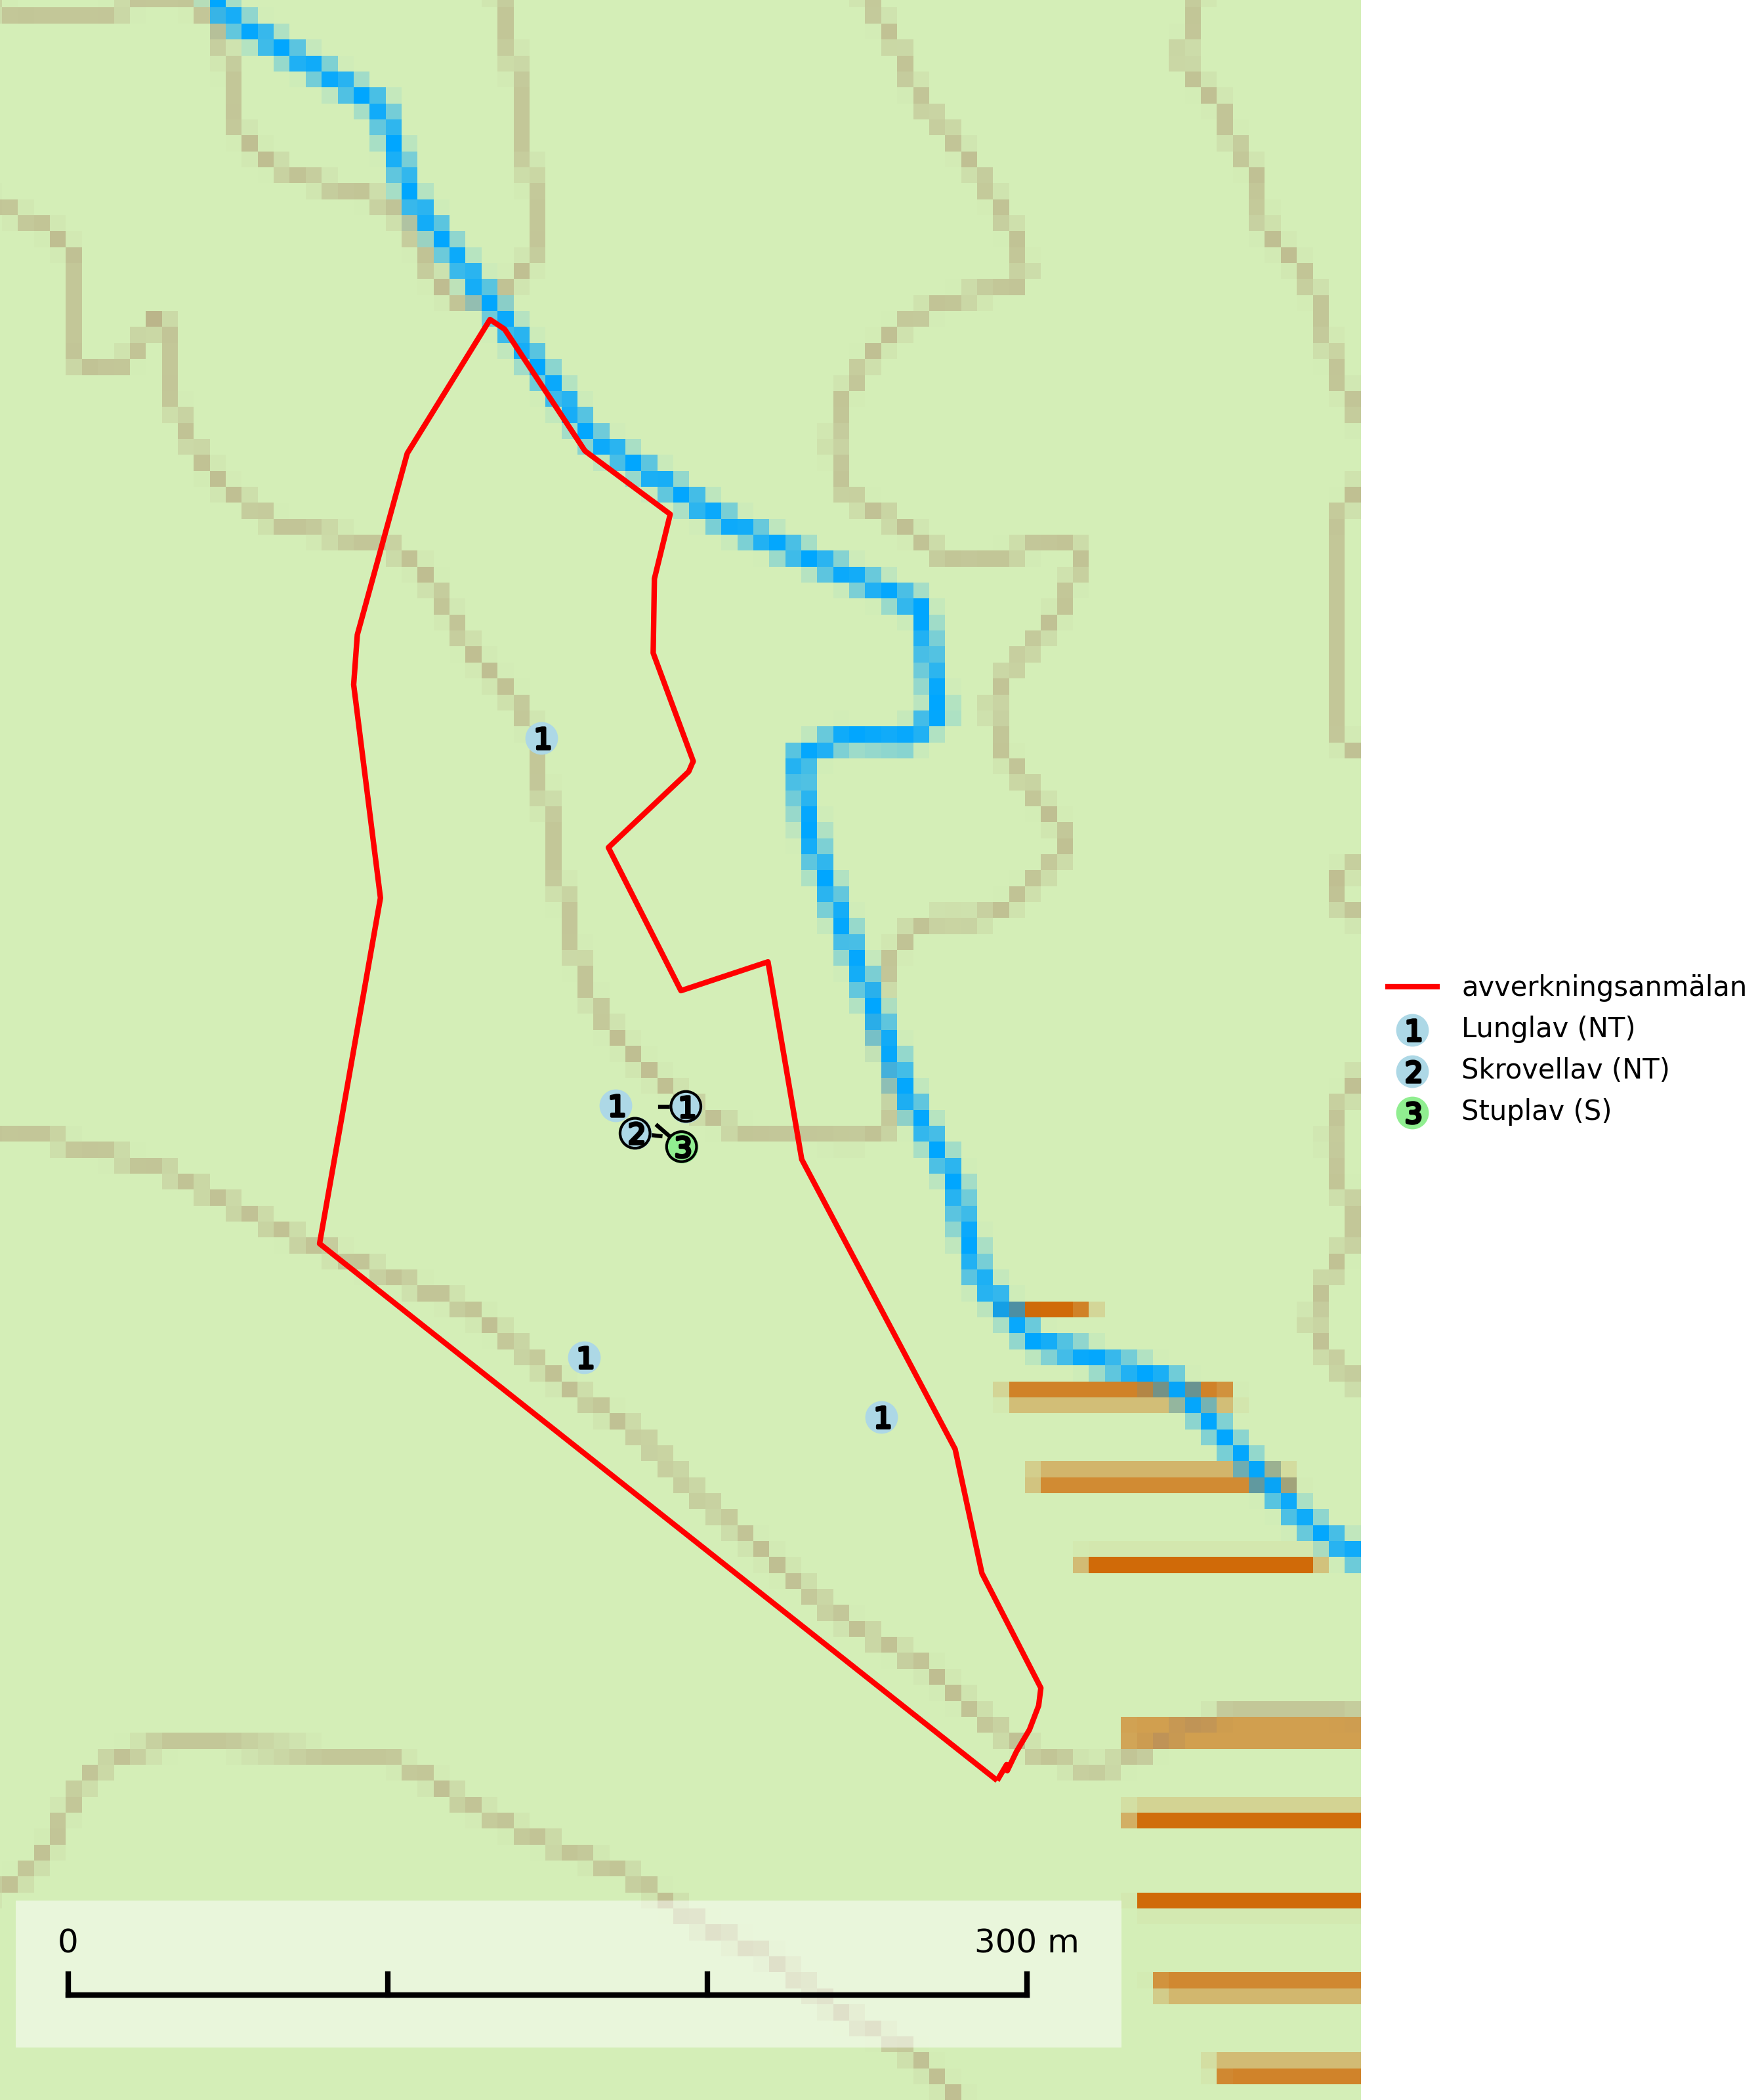 1
avverkningsanmälan
1 Lunglav (NT)
2 Skrovellav (NT)
3 Stuplav (S)
1 1
2 3
1
1
0 300 m